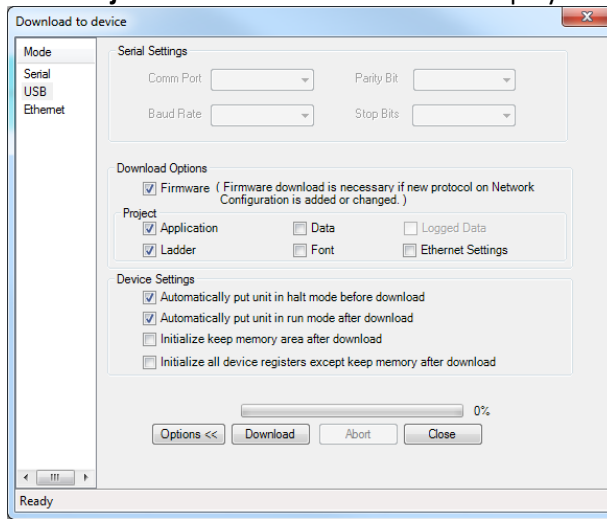 Download to device
Mode
Serial
USB
Ethernet
Serial Settings
Comm Port
Parity Bit
Baud Rate
Stop Bits
Download Options
Firmware ( Firmware download is necessary if new protocol on Network
Configuration is added or changed. )
Project
Application
Data
Logged Data
Ladder
Font
Ethernet Settings
Device Settings
Automatically put unit in halt mode before download
Automatically put unit in run mode after download
Initialize keep memory area after download
Initialize all device registers except keep memory after download
0%
Options <<
Download
Abort
Close
Ready